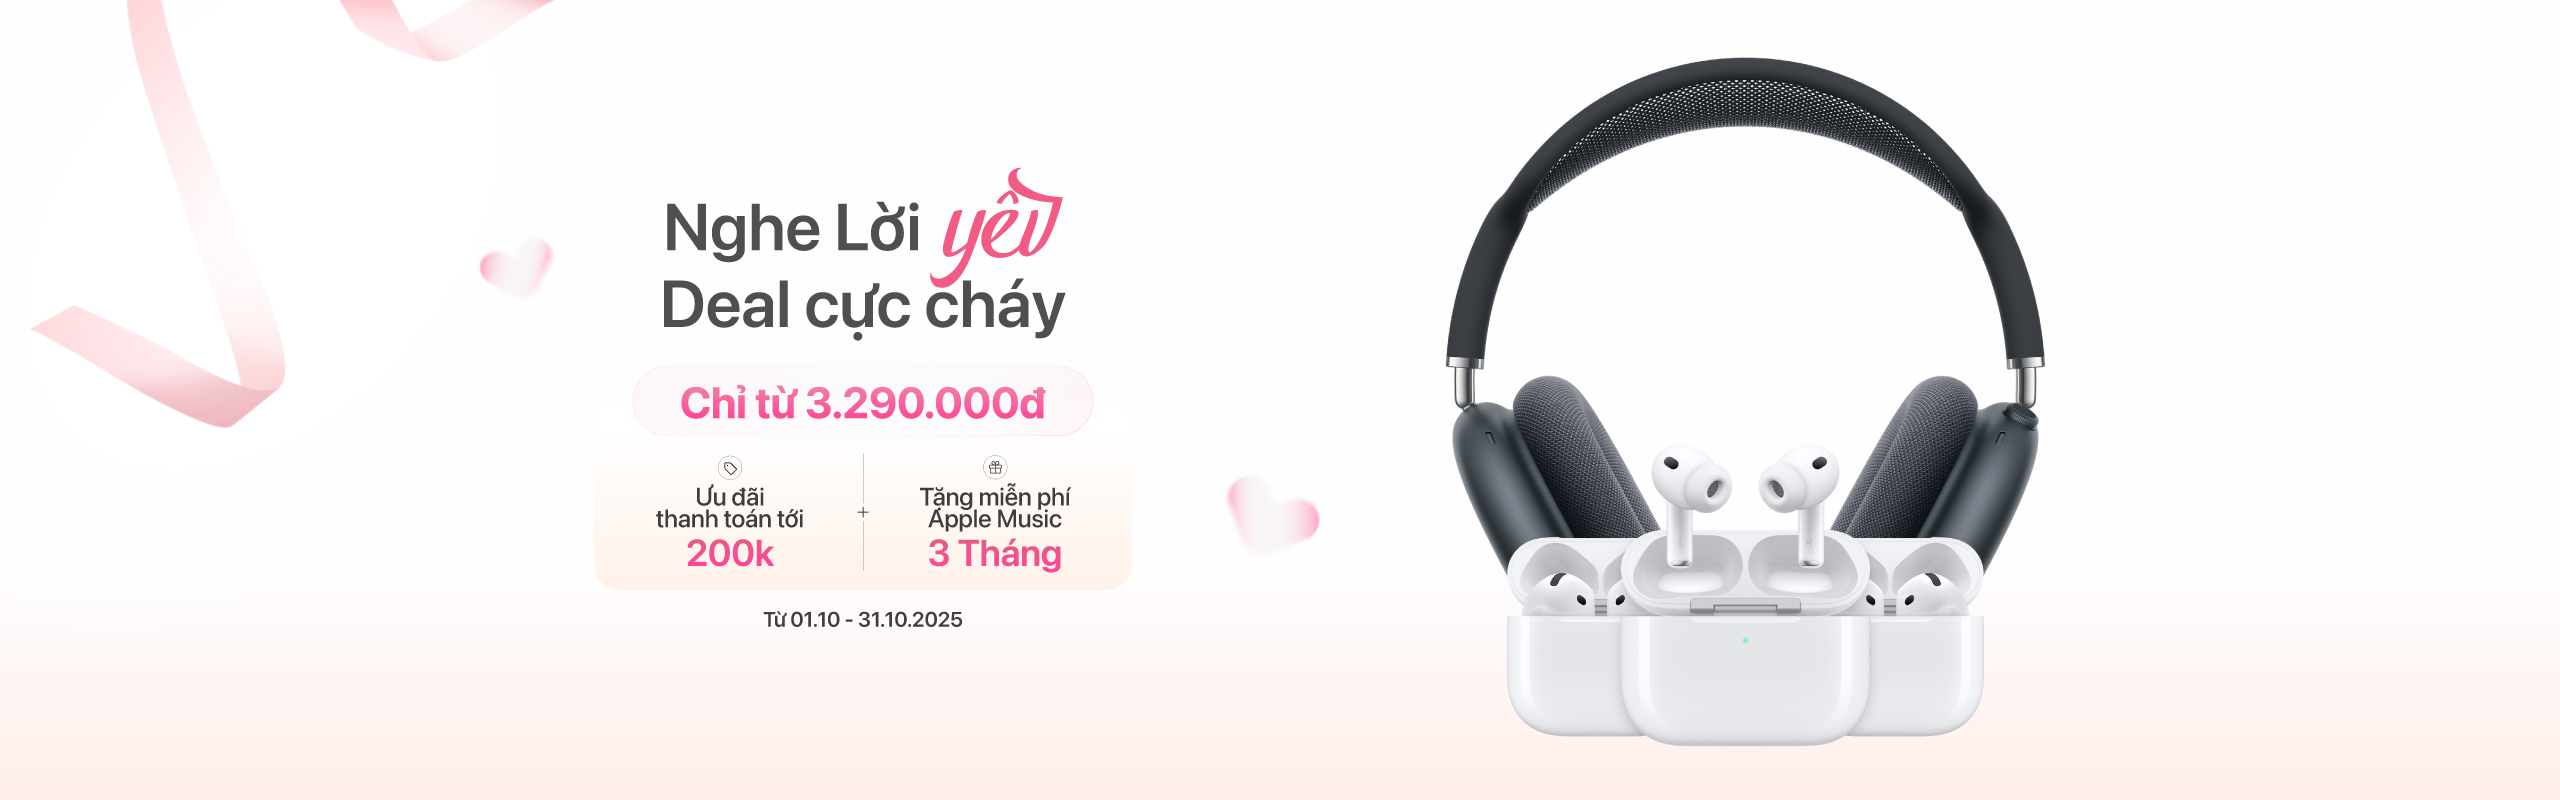 Nghe Lời yêu
Deal cực cháy
Chỉ từ 3.290.000đ
Ưu đãi
thanh toán tới
200k
+
Tặng miễn phí
Apple Music
3 Tháng
Từ 01.10 - 31.10.2025